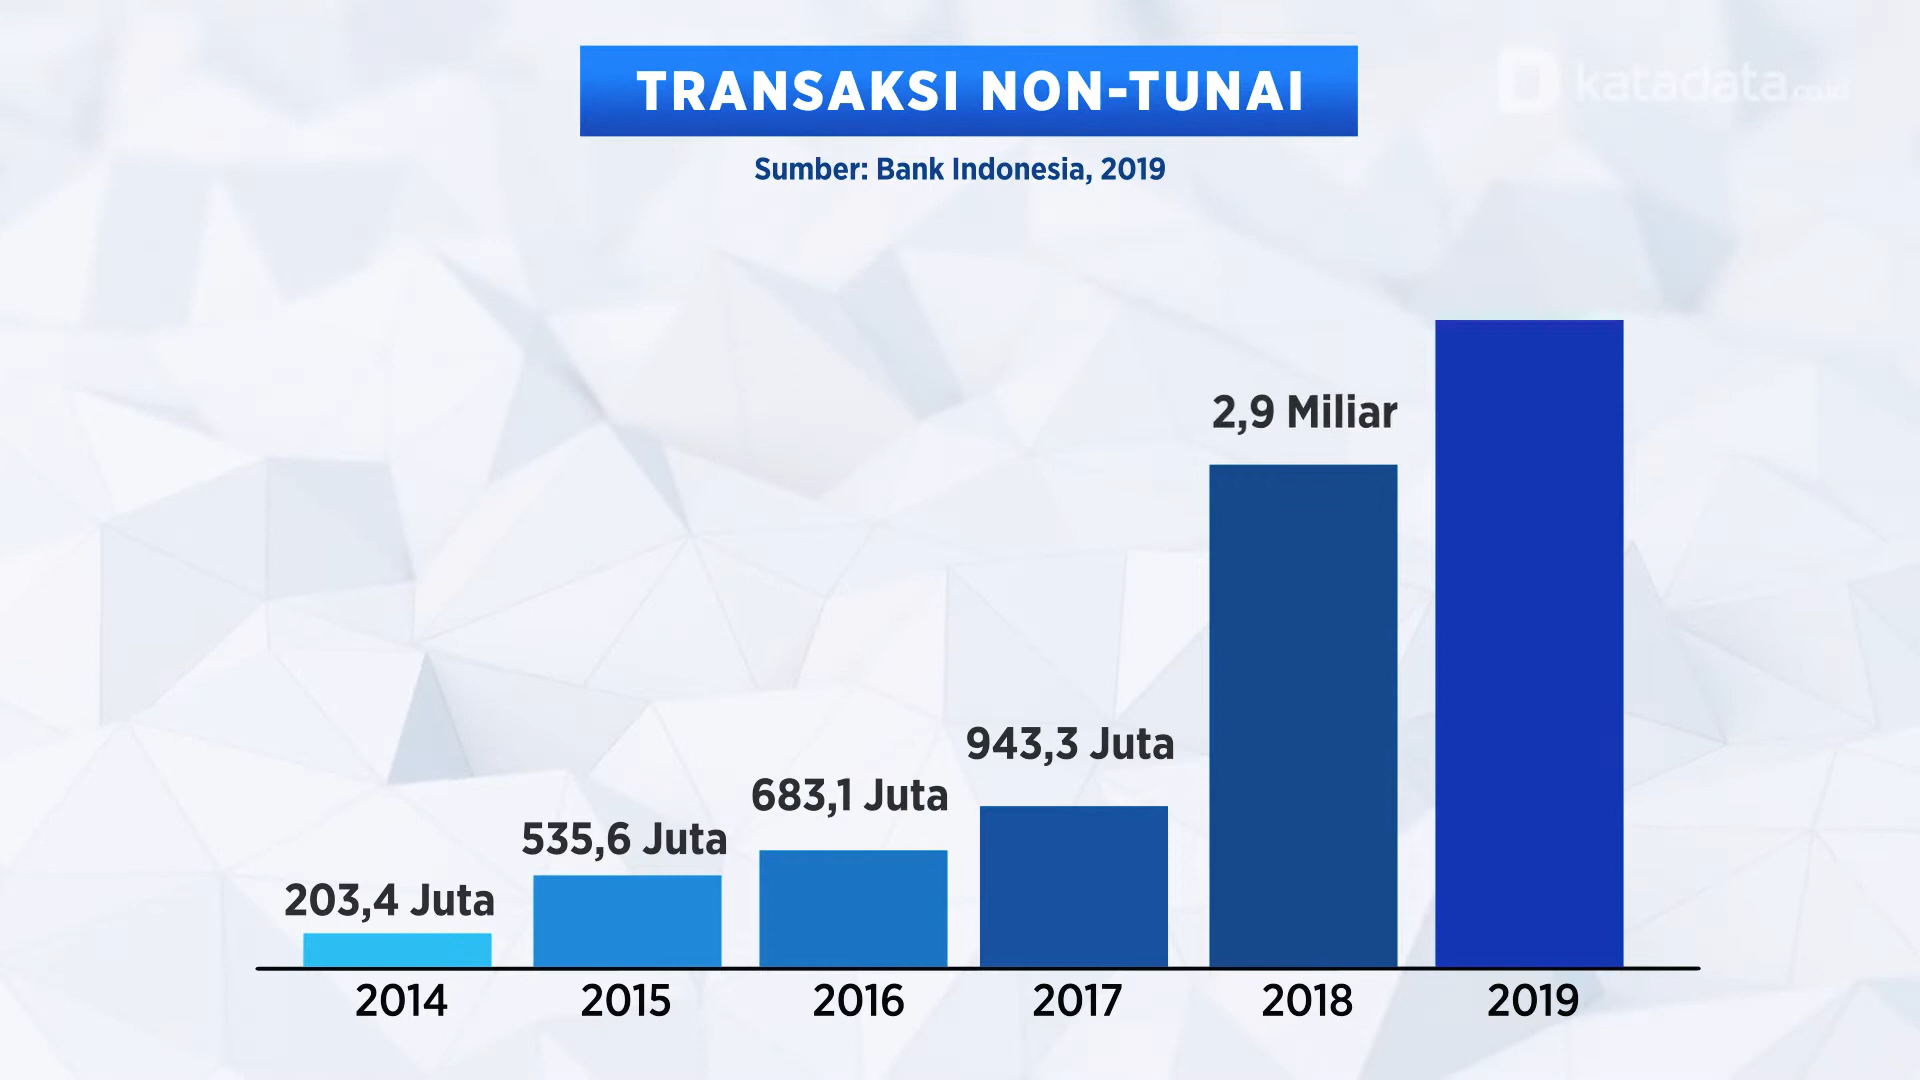 TRANSAKSI NON-TUNAI
katadata.co.id
Sumber: Bank Indonesia, 2019
2,9 Miliar
943,3 Juta
683,1 Juta
535,6 Juta
203,4 Juta
2014 2015 2016 2017 2018 2019